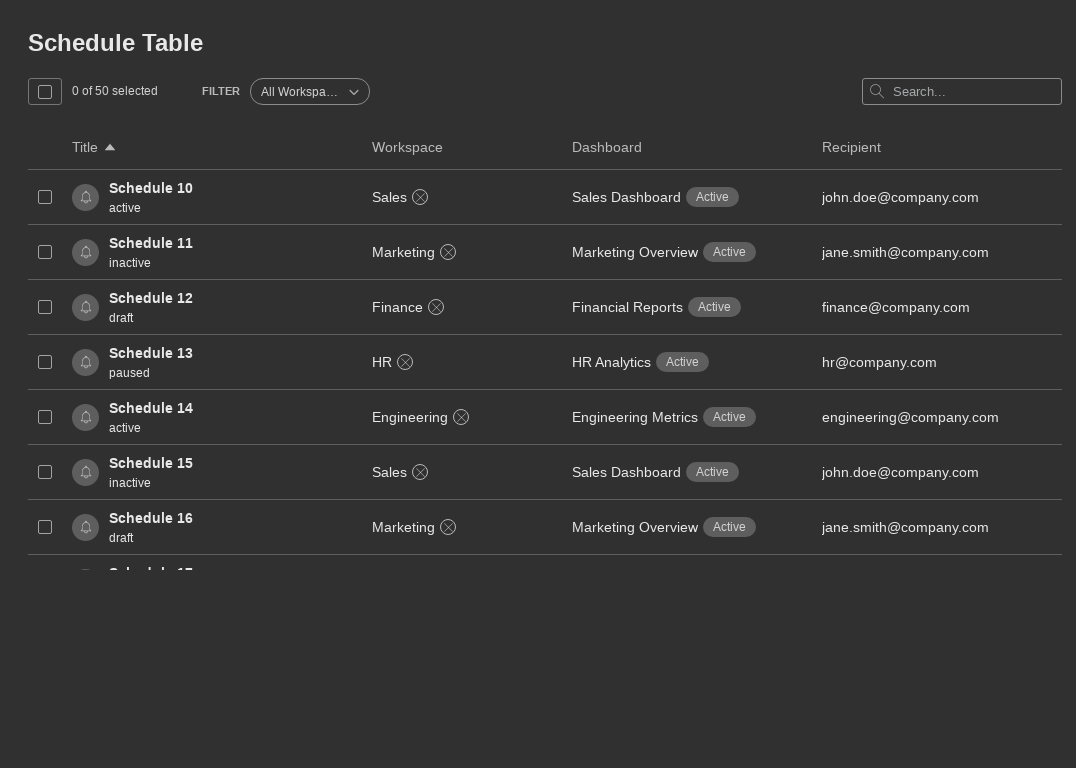 Schedule Table
0 of 50 selected FILTER All Workspa... Search...
Title Workspace Dashboard Recipient
Schedule 10
active
Sales Sales Dashboard Active john.doe@company.com
Schedule 11
inactive
Marketing Marketing Overview Active jane.smith@company.com
Schedule 12
draft
Finance Financial Reports Active finance@company.com
Schedule 13
paused
HR HR Analytics Active hr@company.com
Schedule 14
active
Engineering Engineering Metrics Active engineering@company.com
Schedule 15
inactive
Sales Sales Dashboard Active john.doe@company.com
Schedule 16
draft
Marketing Marketing Overview Active jane.smith@company.com
Schedule 17